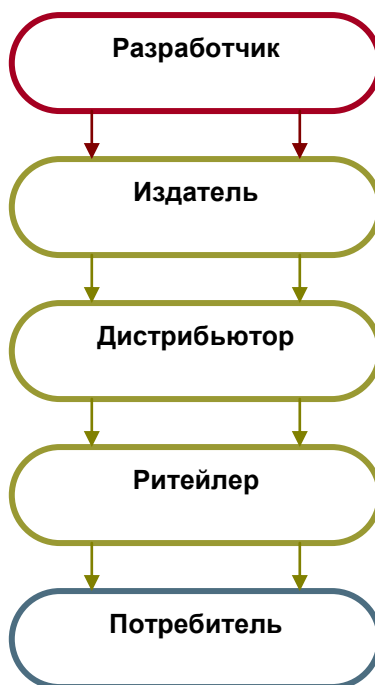 Разработчик
Издатель
Дистрибьютор
Ритейлер
Потребитель